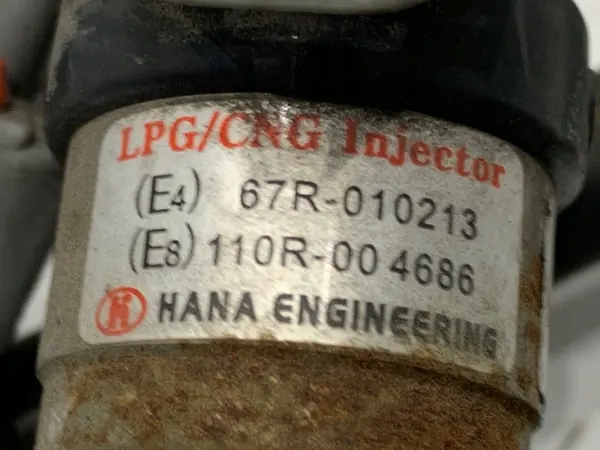 LPG/CNG Injector
(E4) 67R-010213
(E8) 110R-00 4686
H HANA ENGINEERING